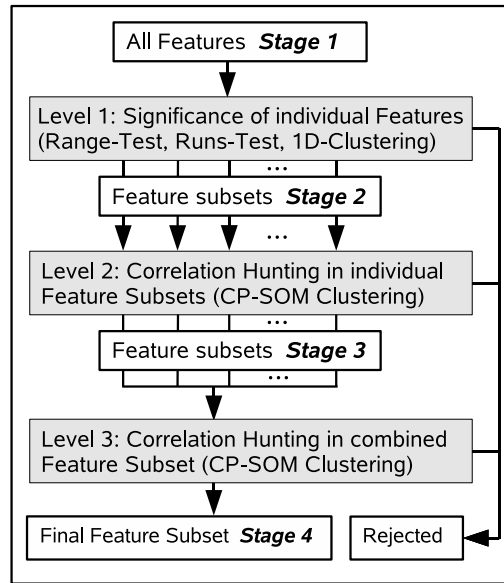 All Features Stage 1
Level 1: Significance of individual Features
(Range-Test, Runs-Test, 1D-Clustering)
...
Feature subsets Stage 2
...
Level 2: Correlation Hunting in individual
Feature Subsets (CP-SOM Clustering)
...
Feature subsets Stage 3
...
Level 3: Correlation Hunting in combined
Feature Subset (CP-SOM Clustering)
Final Feature Subset Stage 4
Rejected